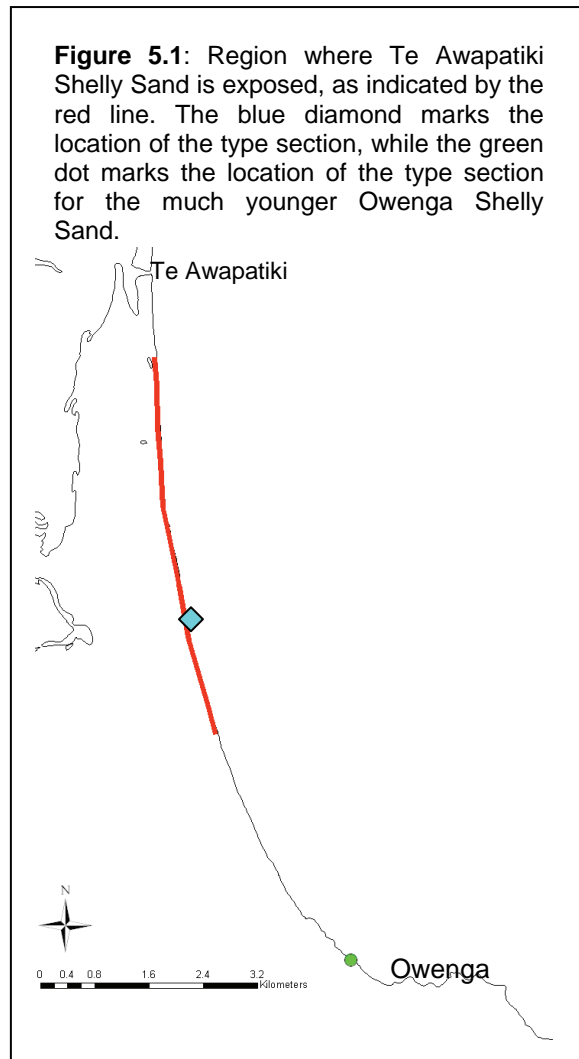 Figure 5.1: Region where Te Awapatiki
Shelly Sand is exposed, as indicated by the
red line. The blue diamond marks the
location of the type section, while the green
dot marks the location of the type section
for the much younger Owenga Shelly
Sand.
Te Awapatiki
N
Owenga
0 0.4 0.8 1.6 2.4 3.2
Kilometers